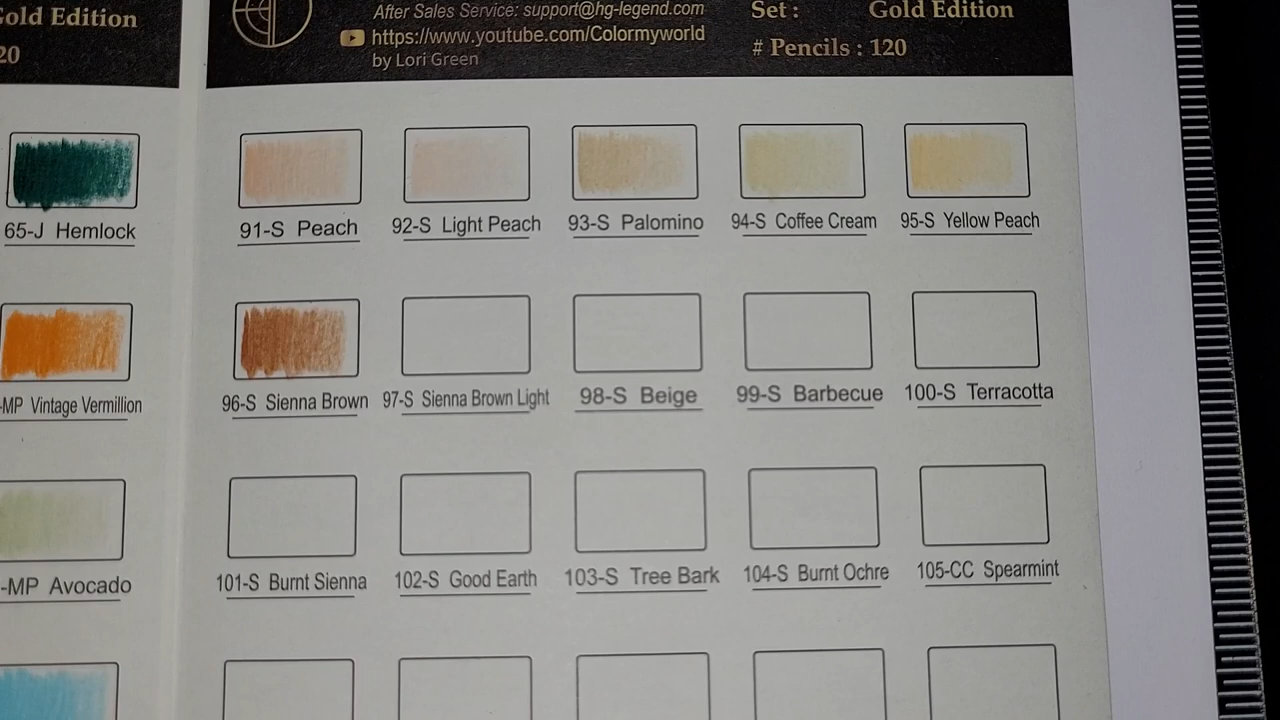 Gold Edition
20
After Sales Service: support@hg-legend.com
https://www.youtube.com/Colormyworld
by Lori Green
Set : Gold Edition
# Pencils : 120
65-J Hemlock
91-S Peach
92-S Light Peach
93-S Palomino
94-S Coffee Cream
95-S Yellow Peach
-MP Vintage Vermillion
96-S Sienna Brown
97-S Sienna Brown Light
98-S Beige
99-S Barbecue
100-S Terracotta
-MP Avocado
101-S Burnt Sienna
102-S Good Earth
103-S Tree Bark
104-S Burnt Ochre
105-CC Spearmint